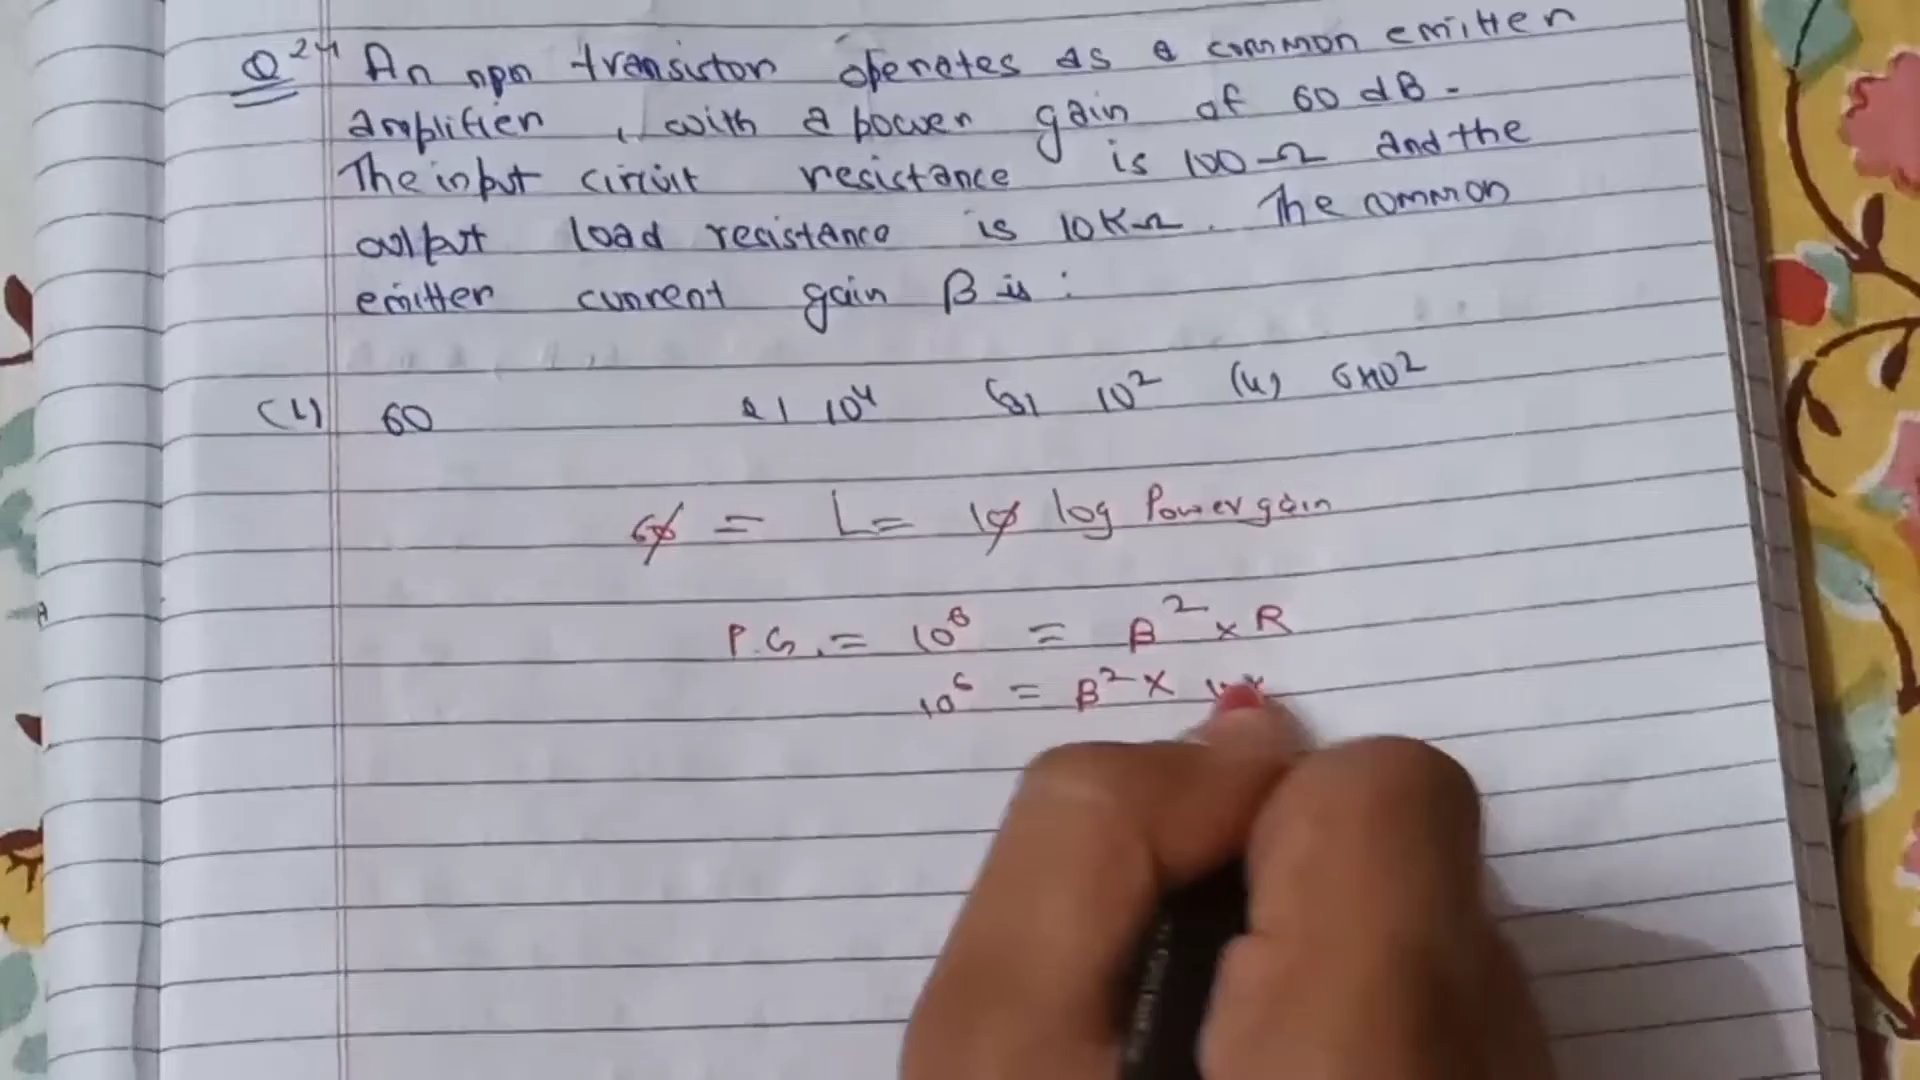 Q 24 An npn transistor operates as a common emitter
amplifier, with a power gain of 60 dB.
The input circuit resistance is 100 Ω and the
output load resistance is 10 KΩ. The common
emitter current gain β is:
(1) 60 2) 10⁴ (3) 10² (4) 6×10²
60 = L = 10 log Power gain
P.G. = 10⁶ = β² × R
10⁶ = β² ×